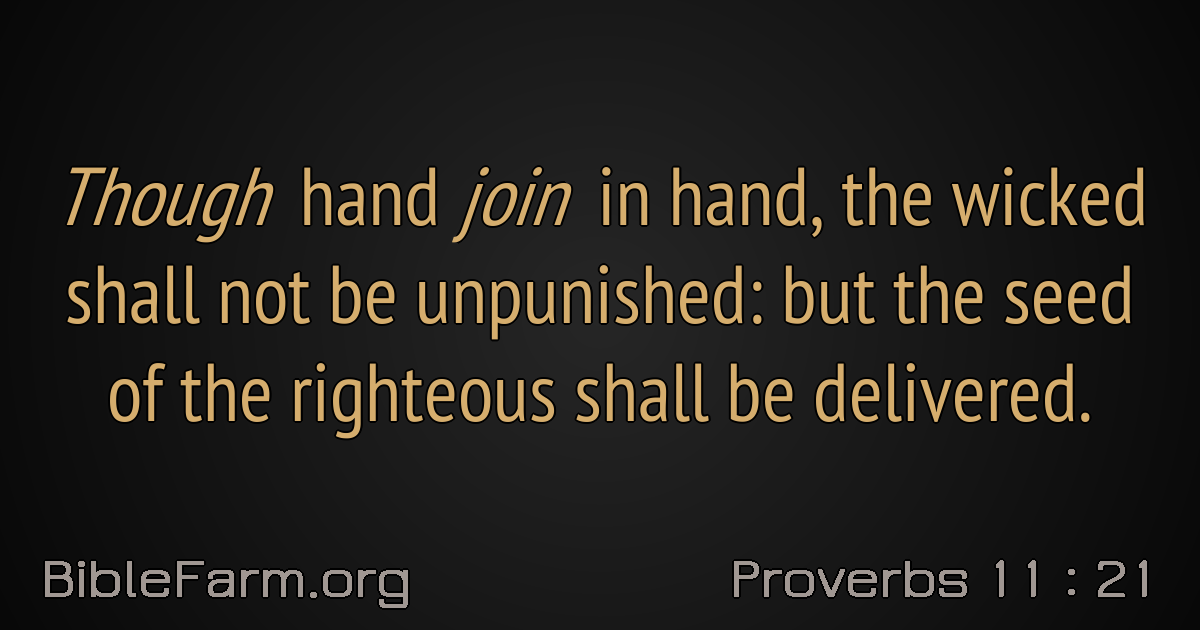 Though hand join in hand, the wicked
shall not be unpunished: but the seed
of the righteous shall be delivered.
BibleFarm.org
Proverbs 11 : 21